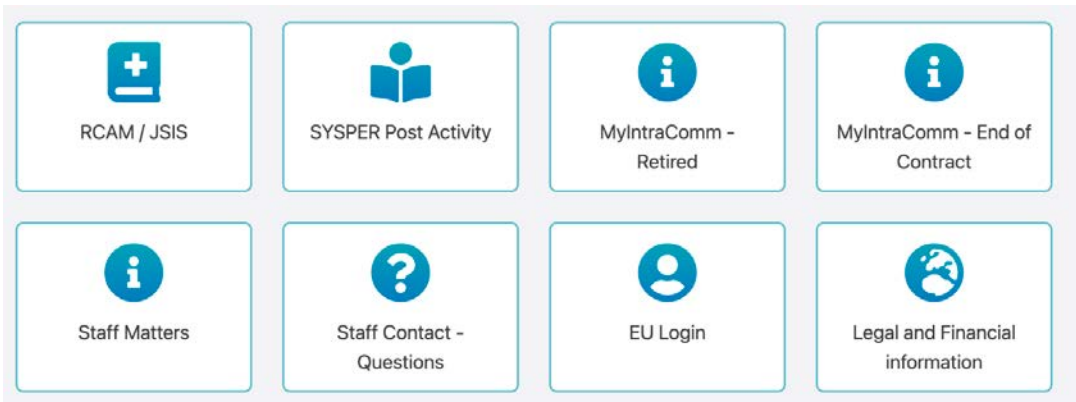 RCAM / JSIS
SYSPER Post Activity
MyIntraComm -
Retired
MyIntraComm - End of
Contract
Staff Matters
Staff Contact -
Questions
EU Login
Legal and Financial
information